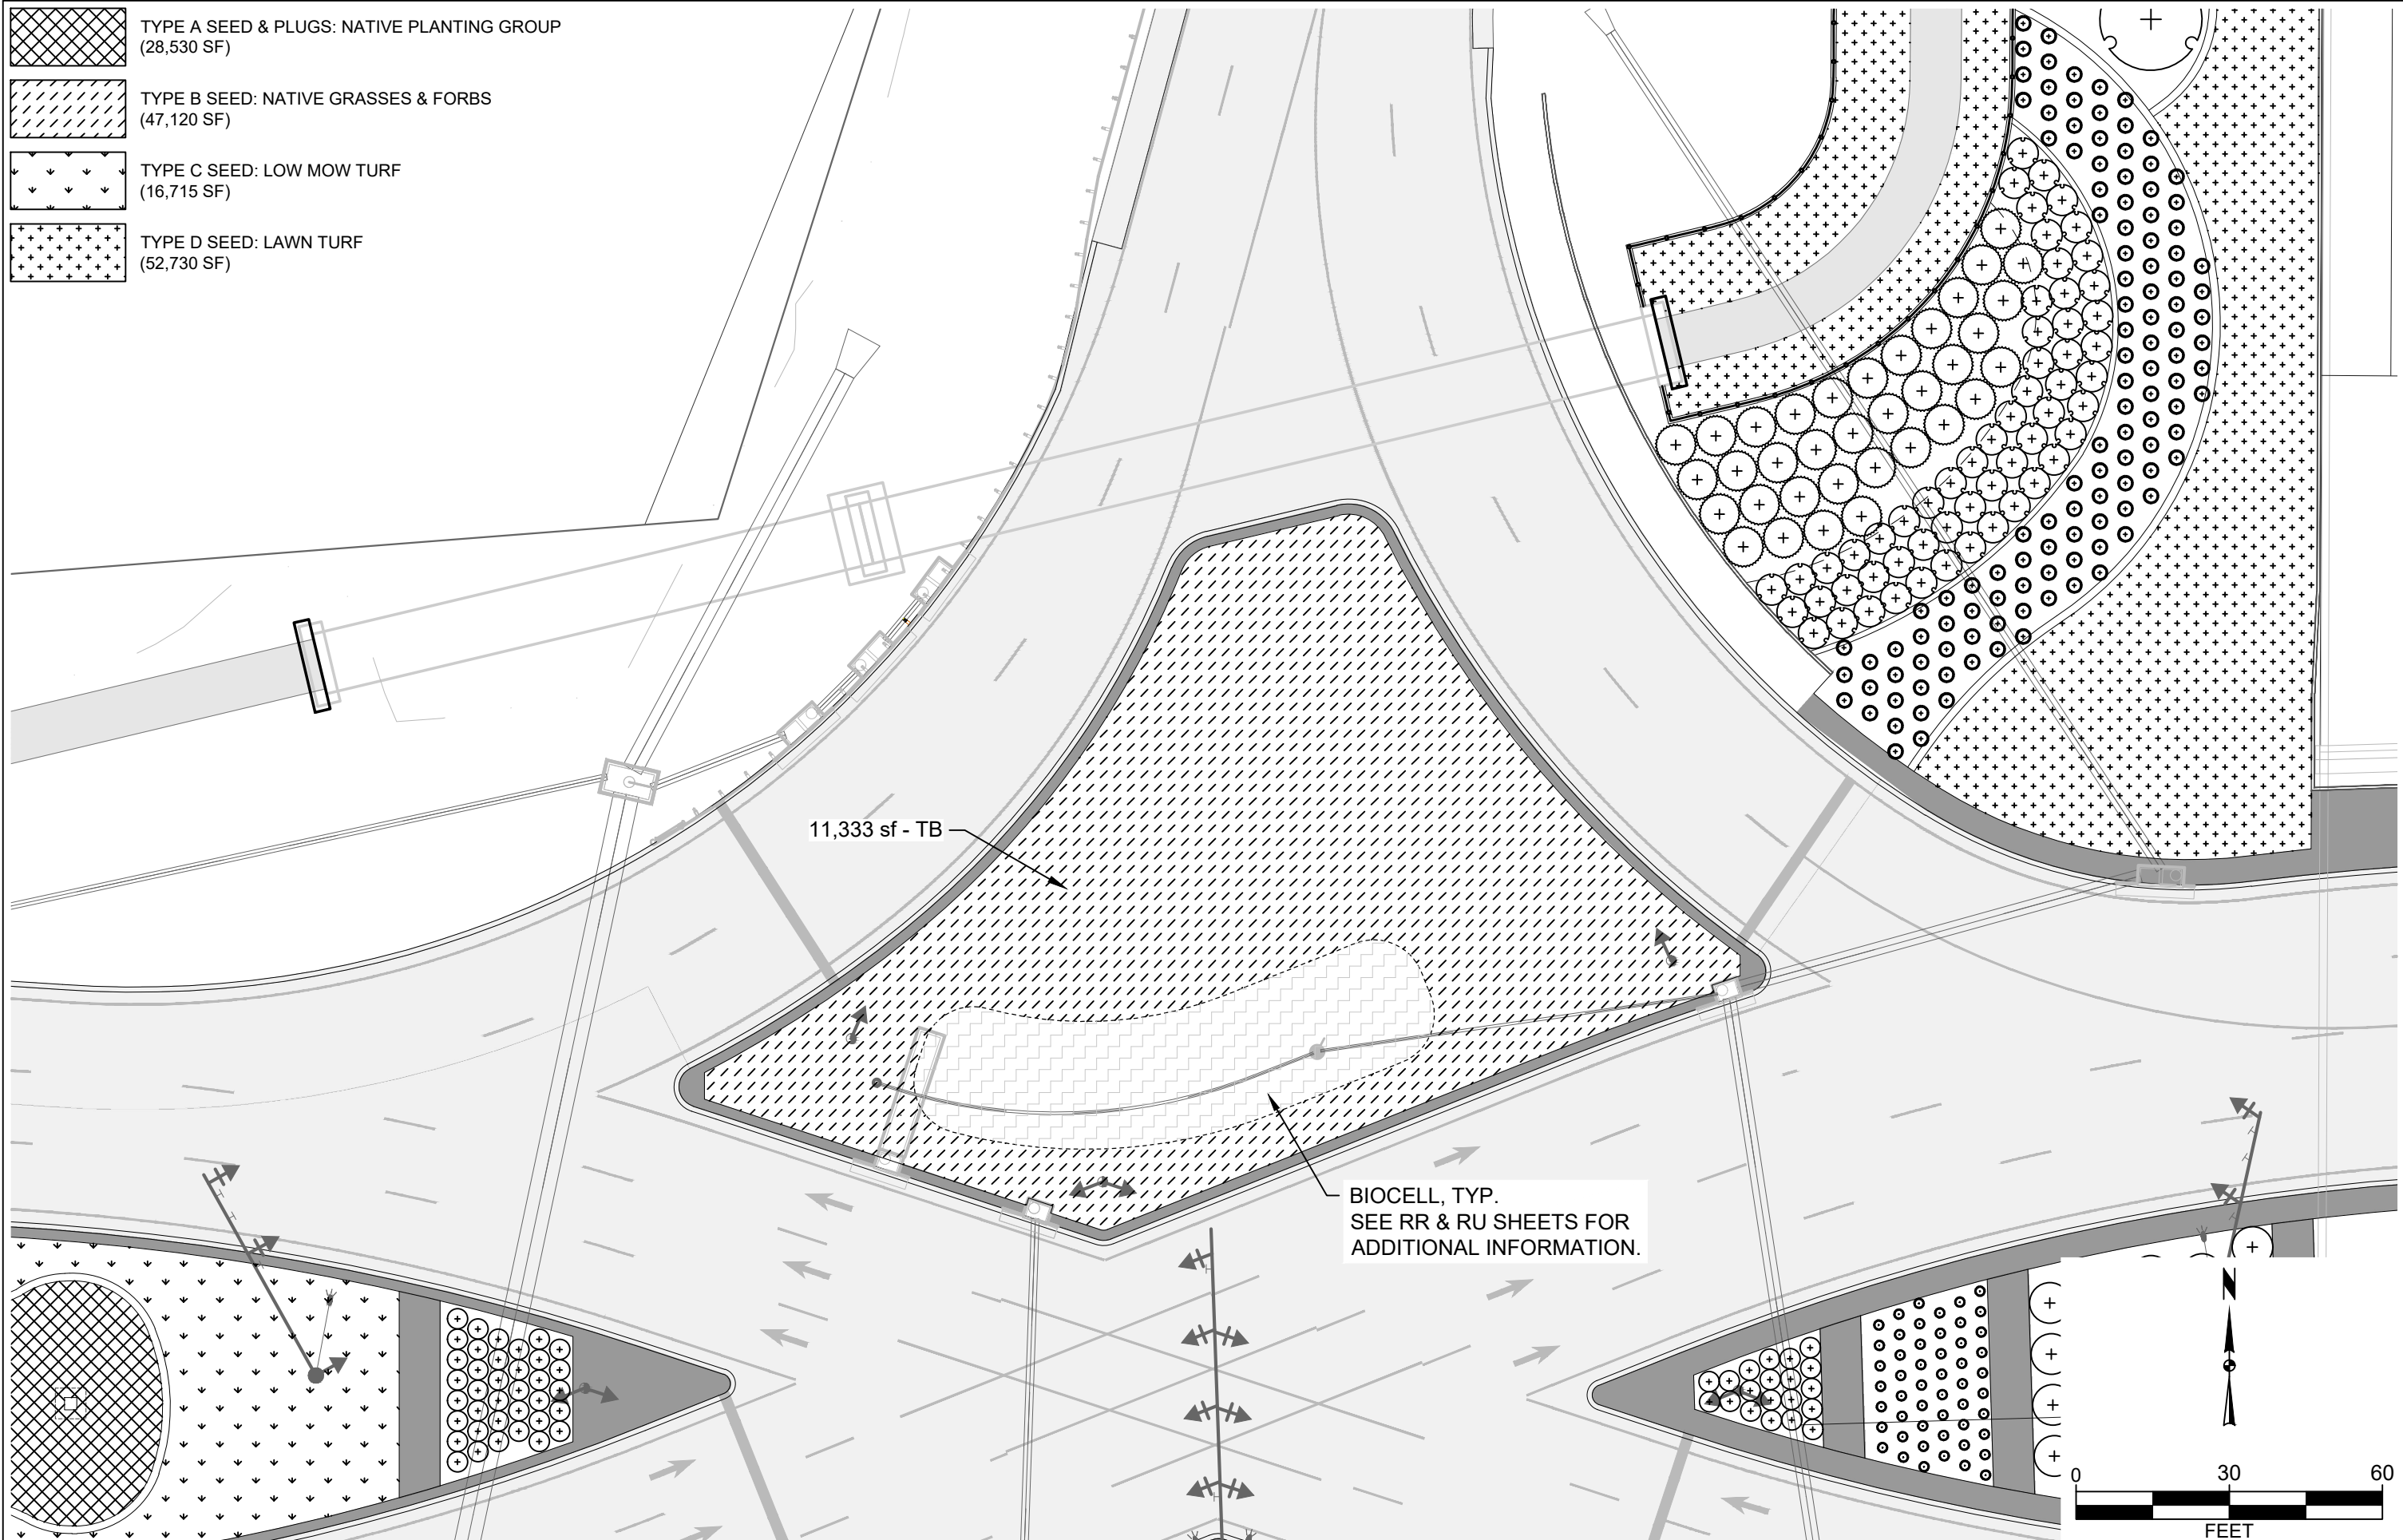 TYPE A SEED & PLUGS: NATIVE PLANTING GROUP
(28,530 SF)
TYPE B SEED: NATIVE GRASSES & FORBS
(47,120 SF)
TYPE C SEED: LOW MOW TURF
(16,715 SF)
TYPE D SEED: LAWN TURF
(52,730 SF)
11,333 sf - TB
BIOCELL, TYP.
SEE RR & RU SHEETS FOR
ADDITIONAL INFORMATION.
N
0 30 60
FEET